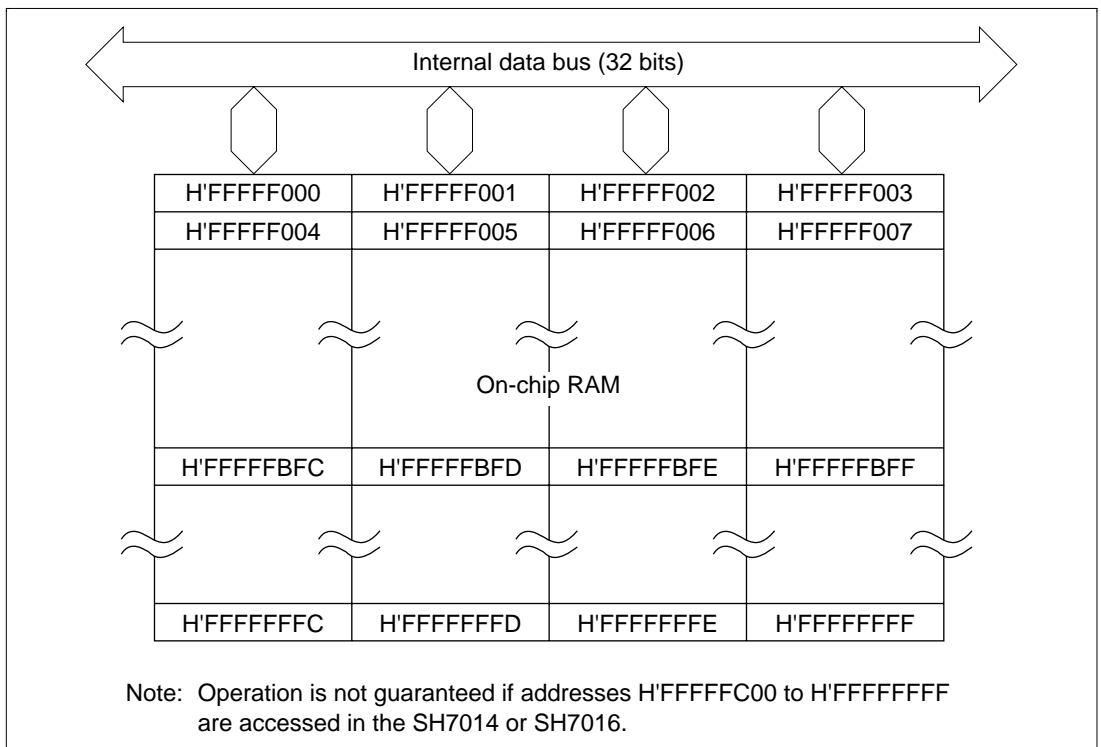 Internal data bus (32 bits)
H'FFFFF000 H'FFFFF001 H'FFFFF002 H'FFFFF003
H'FFFFF004 H'FFFFF005 H'FFFFF006 H'FFFFF007
On-chip RAM
H'FFFFFBFC H'FFFFFBFD H'FFFFFBFE H'FFFFFBFF
H'FFFFFFFC H'FFFFFFFD H'FFFFFFFE H'FFFFFFFF
Note: Operation is not guaranteed if addresses H'FFFFFC00 to H'FFFFFFFF
are accessed in the SH7014 or SH7016.